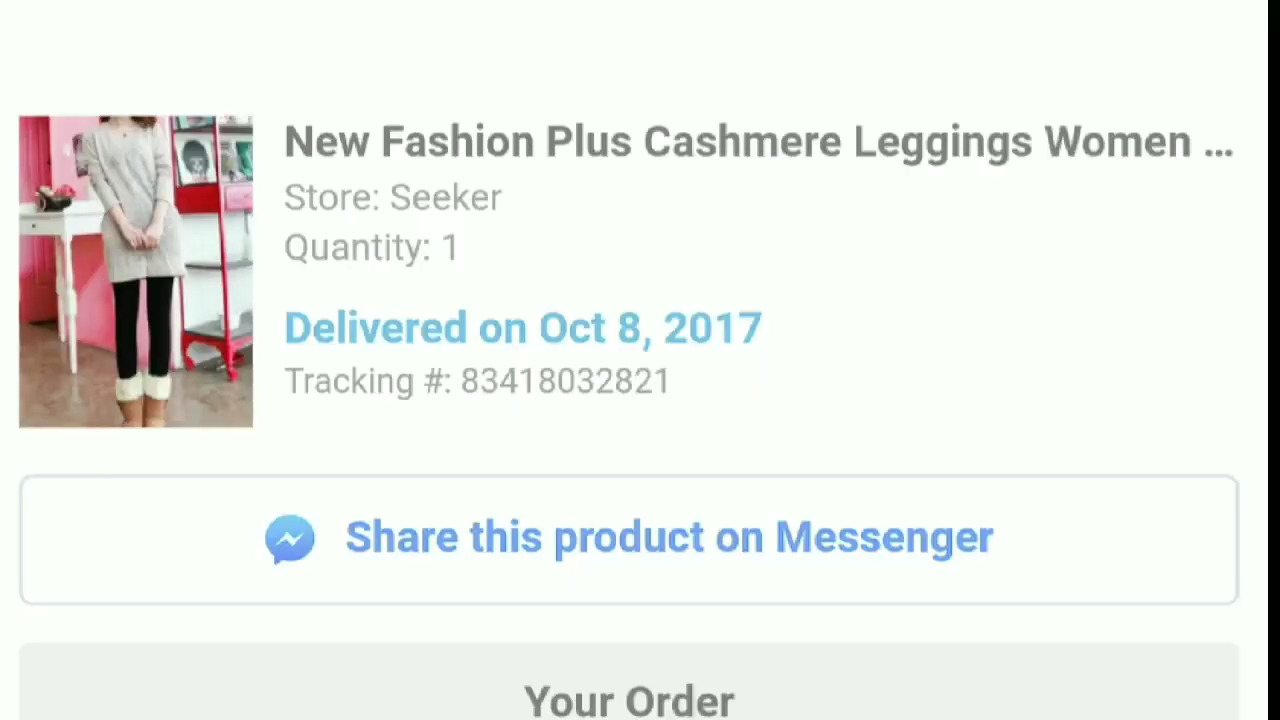 New Fashion Plus Cashmere Leggings Women ...
Store: Seeker
Quantity: 1
Delivered on Oct 8, 2017
Tracking #: 83418032821
Share this product on Messenger
Your Order